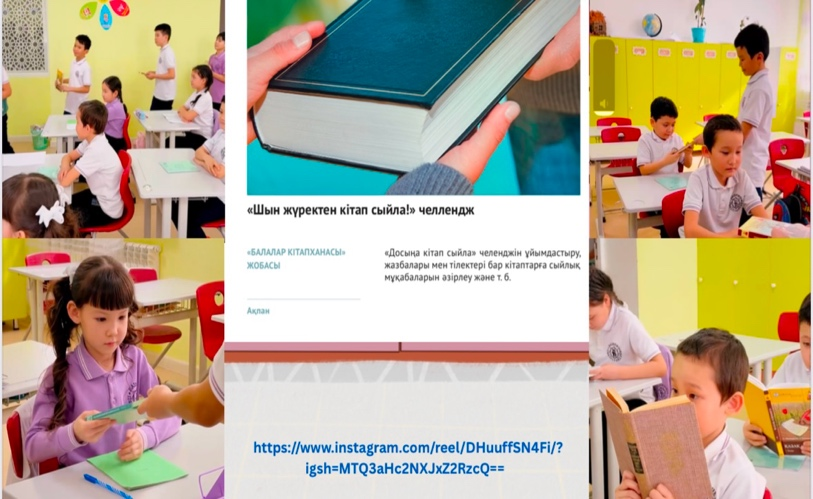 «Шын жүректен кітап сыйла!» челлендж
«БАЛАЛАР КІТАПХАНАСЫ»
ЖОБАСЫ
«Досыңа кітап сыйла» челенджін ұйымдастыру,
жазбалары мен тілектері бар кітаптарға сыйлық
мұқабаларын әзірлеу және т. б.
Ақпан
https://www.instagram.com/reel/DHuuffSN4Fi/?
igsh=MTQ3aHc2NXJxZ2RzcQ==